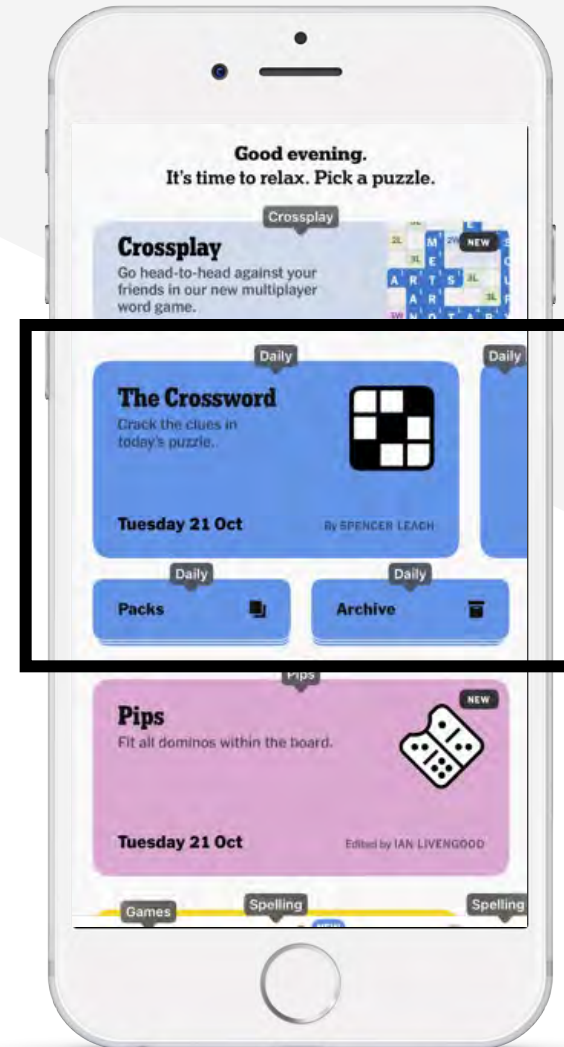 Good evening.
It's time to relax. Pick a puzzle.
Crossplay
Crossplay
Go head-to-head against your
friends in our new multiplayer
word game.
NEW
Daily
Daily
The Crossword
Crack the clues in
today's puzzle.
Tuesday 21 Oct
By SPENCER LEACH
Daily
Daily
Packs
Archive
Pips
Pips
NEW
Fit all dominos within the board.
Tuesday 21 Oct
Edited by IAN LIVENGOOD
Games
Spelling
Spelling
NEW